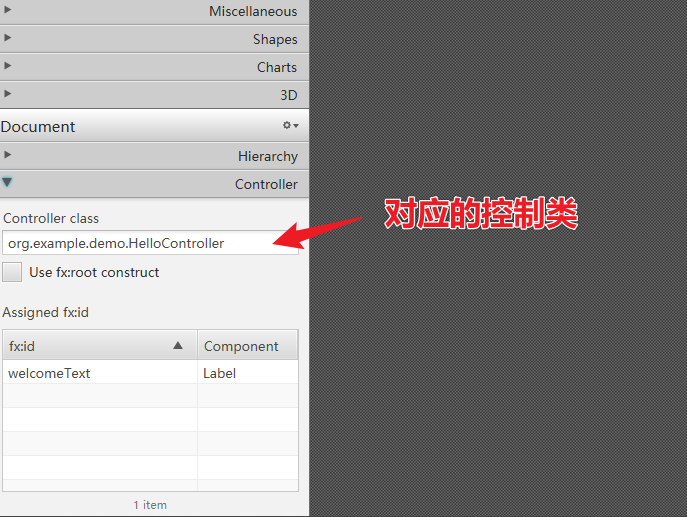 Miscellaneous
Shapes
Charts
3D
Document
Hierarchy
Controller
Controller class
对应的控制类
org.example.demo.HelloController
Use fx:root construct
Assigned fx:id
fx:id Component
welcomeText Label
1 item